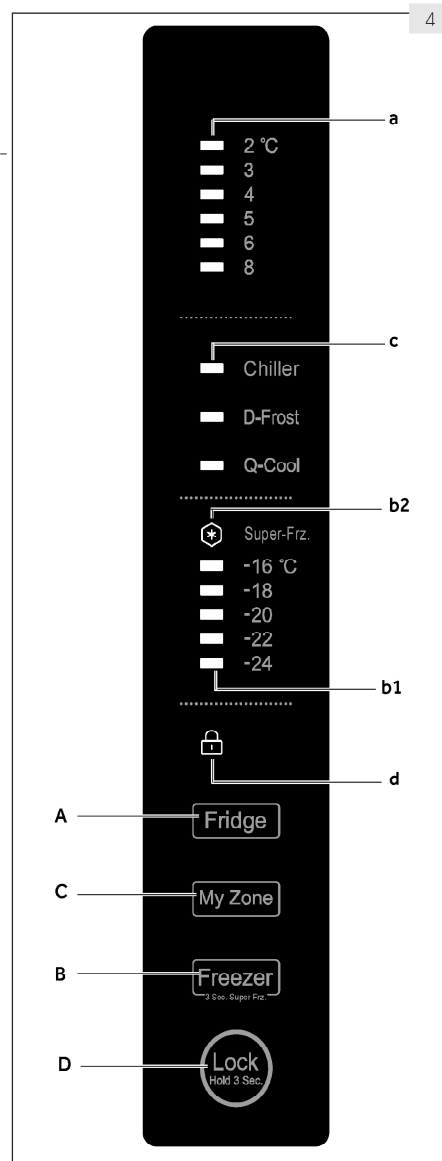 4
a
2 °C
3
4
5
6
8
c
Chiller
D-Frost
Q-Cool
b2
Super-Frz.
-16 °C
-18
-20
-22
-24
b1
d
A
Fridge
C
My Zone
B
Freezer
3 Sec. Super Frz.
D
Lock
Hold 3 Sec.